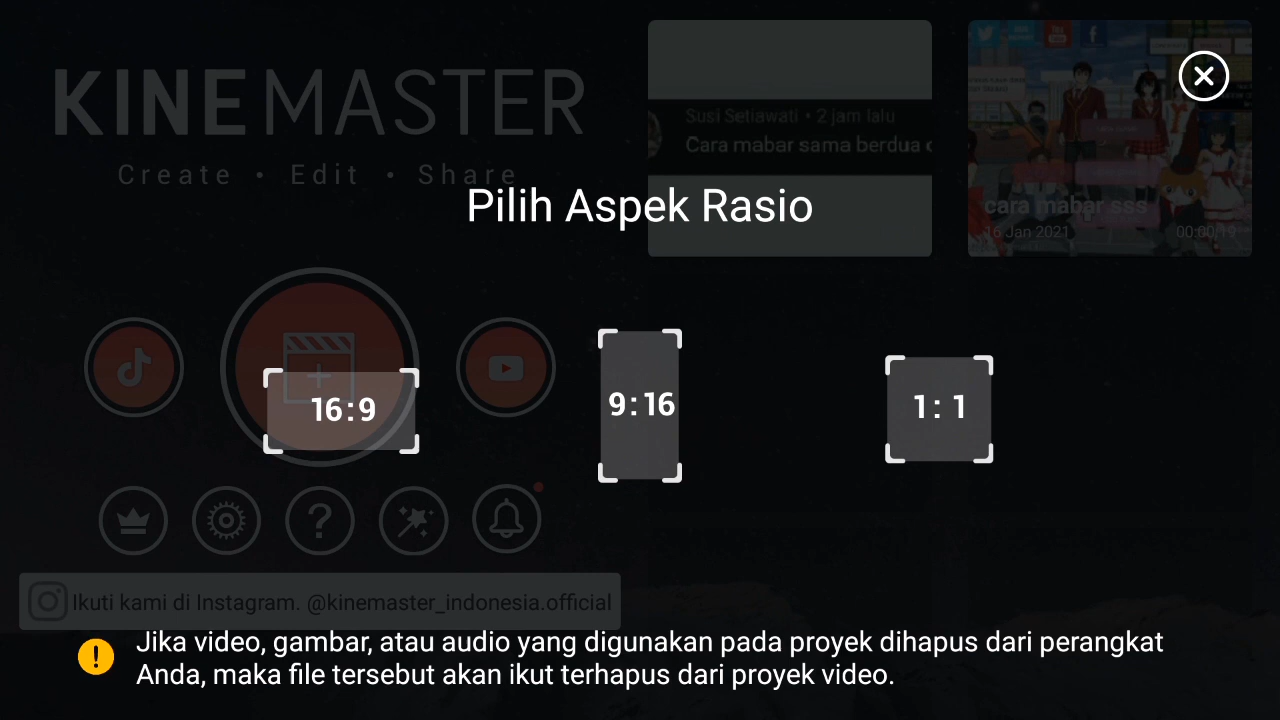 KINEMASTER
Create • Edit • Share
Susi Setiawati • 2 jam lalu
Cara mabar sama berdua
cara mabar sss
16 Jan 2021 00:00:19
Pilih Aspek Rasio
16:9
9:16
1:1
Ikuti kami di Instagram. @kinemaster_indonesia.official
Jika video, gambar, atau audio yang digunakan pada proyek dihapus dari perangkat
Anda, maka file tersebut akan ikut terhapus dari proyek video.